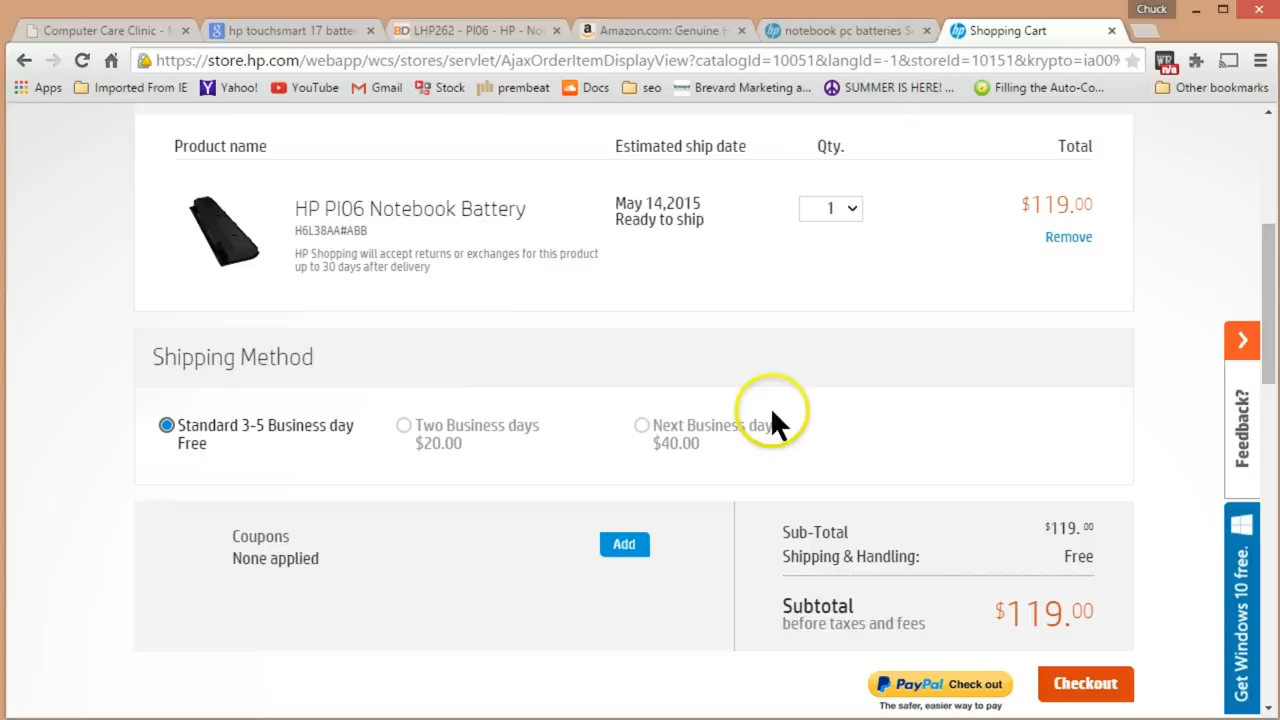 Chuck
Computer Care Clinic -
hp touchsmart 17 batter
LHP262 - PI06 - HP - No
Amazon.com: Genuine H
notebook pc batteries S
Shopping Cart
https://store.hp.com/webapp/wcs/stores/servlet/AjaxOrderItemDisplayView?catalogId=10051&langId=-1&storeId=10151&krypto=ia009
Apps
Imported From IE
Yahoo!
YouTube
Gmail
Stock
prembeat
Docs
seo
Brevard Marketing a...
SUMMER IS HERE! ...
Filling the Auto-Co...
Other bookmarks
Product name Estimated ship date Qty. Total
HP PI06 Notebook Battery
H6L38AA#ABB
HP Shopping will accept returns or exchanges for this product
up to 30 days after delivery
May 14,2015
Ready to ship
1
$119.00
Remove
Shipping Method
Standard 3-5 Business day
Free
Two Business days
$20.00
Next Business day
$40.00
Coupons
None applied
Add
Sub-Total $119.00
Shipping & Handling: Free
Subtotal $119.00
before taxes and fees
PayPal Check out
The safer, easier way to pay
Checkout
Feedback?
Get Windows 10 free.